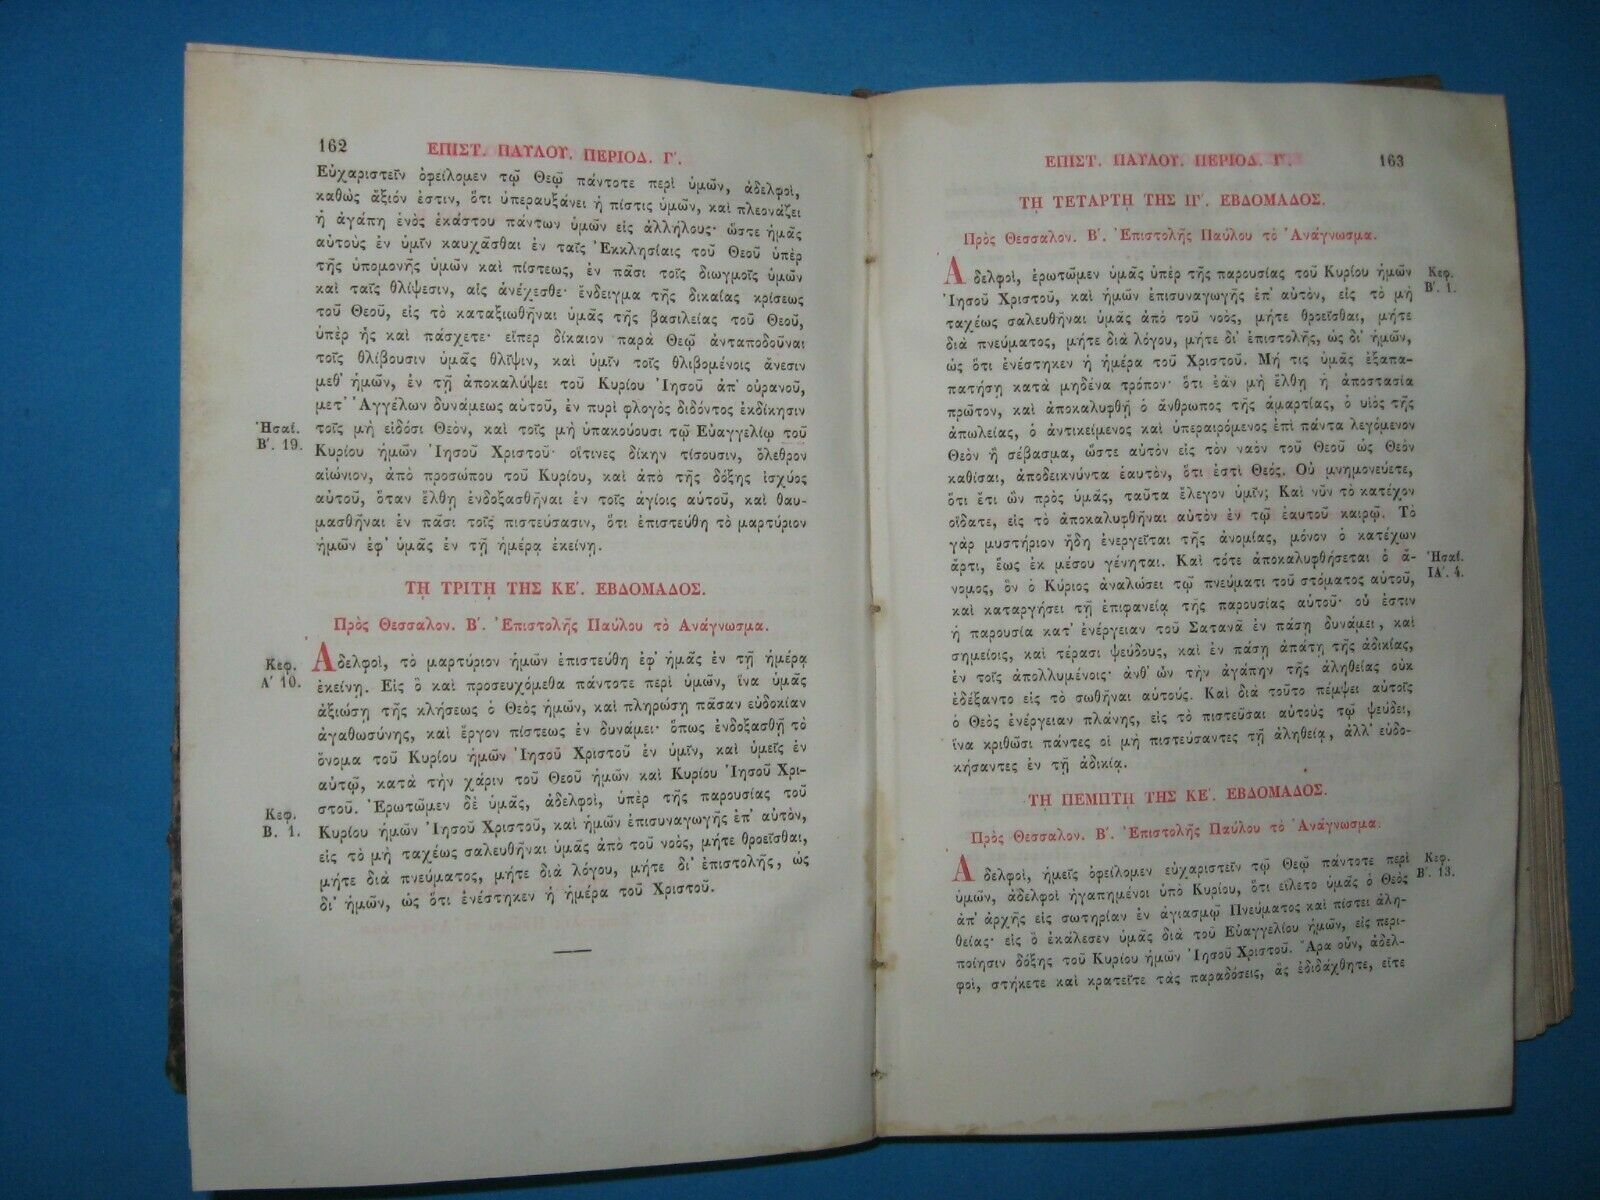 162
ΕΠΙΣΤ. ΠΑΥΛΟΥ. ΠΕΡΙΟΔ. Γ′.
Εὐχαριστεῖν ὀφείλομεν τῷ Θεῷ πάντοτε περὶ ὑμῶν, ἀδελφοὶ,
καθὼς ἄξιόν ἐστιν, ὅτι ὑπεραυξάνει ἡ πίστις ὑμῶν, καὶ πλεονάζει
ἡ ἀγάπη ἑνὸς ἑκάστου πάντων ὑμῶν εἰς ἀλλήλους· ὥστε ἡμᾶς
αὐτοὺς ἐν ὑμῖν καυχᾶσθαι ἐν ταῖς Ἐκκλησίαις τοῦ Θεοῦ ὑπὲρ
τῆς ὑπομονῆς ὑμῶν καὶ πίστεως, ἐν πᾶσι τοῖς διωγμοῖς ὑμῶν
καὶ ταῖς θλίψεσιν, αἷς ἀνέχεσθε· ἔνδειγμα τῆς δικαίας κρίσεως
τοῦ Θεοῦ, εἰς τὸ καταξιωθῆναι ὑμᾶς τῆς βασιλείας τοῦ Θεοῦ,
ὑπὲρ ἧς καὶ πάσχετε· εἴπερ δίκαιον παρὰ Θεῷ ἀνταποδοῦναι
τοῖς θλίβουσιν ὑμᾶς θλῖψιν, καὶ ὑμῖν τοῖς θλιβομένοις ἄνεσιν
μεθ' ἡμῶν, ἐν τῇ ἀποκαλύψει τοῦ Κυρίου Ἰησοῦ ἀπ' οὐρανοῦ,
μετ' Ἀγγέλων δυνάμεως αὐτοῦ, ἐν πυρὶ φλογὸς διδόντος ἐκδίκησιν
Ἡσαΐ.
Β′. 19.
τοῖς μὴ εἰδόσι Θεὸν, καὶ τοῖς μὴ ὑπακούουσι τῷ Εὐαγγελίῳ τοῦ
Κυρίου ἡμῶν Ἰησοῦ Χριστοῦ· οἵτινες δίκην τίσουσιν, ὄλεθρον
αἰώνιον, ἀπὸ προσώπου τοῦ Κυρίου, καὶ ἀπὸ τῆς δόξης ἰσχύος
αὐτοῦ, ὅταν ἔλθῃ ἐνδοξασθῆναι ἐν τοῖς ἁγίοις αὐτοῦ, καὶ θαυ-
μασθῆναι ἐν πᾶσι τοῖς πιστεύσασιν, ὅτι ἐπιστεύθη τὸ μαρτύριον
ἡμῶν ἐφ' ὑμᾶς ἐν τῇ ἡμέρᾳ ἐκείνῃ.
Τῌ ΤΡΙΤῌ ΤΗΣ ΚΕ′. ΕΒΔΟΜΑΔΟΣ.
Πρὸς Θεσσαλον. Β′. Ἐπιστολῆς Παύλου τὸ Ἀνάγνωσμα.
Κεφ.
Α′ 10.
Ἀδελφοὶ, τὸ μαρτύριον ἡμῶν ἐπιστεύθη ἐφ' ἡμᾶς ἐν τῇ ἡμέρᾳ
ἐκείνῃ. Εἰς ὃ καὶ προσευχόμεθα πάντοτε περὶ ὑμῶν, ἵνα ὑμᾶς
ἀξιώσῃ τῆς κλήσεως ὁ Θεὸς ἡμῶν, καὶ πληρώσῃ πᾶσαν εὐδοκίαν
ἀγαθωσύνης, καὶ ἔργον πίστεως ἐν δυνάμει· ὅπως ἐνδοξασθῇ τὸ
ὄνομα τοῦ Κυρίου ἡμῶν Ἰησοῦ Χριστοῦ ἐν ὑμῖν, καὶ ὑμεῖς ἐν
αὐτῷ, κατὰ τὴν χάριν τοῦ Θεοῦ ἡμῶν καὶ Κυρίου Ἰησοῦ Χρι-
στοῦ. Ἐρωτῶμεν δὲ ὑμᾶς, ἀδελφοὶ, ὑπὲρ τῆς παρουσίας τοῦ
Κεφ.
Β. 1.
Κυρίου ἡμῶν Ἰησοῦ Χριστοῦ, καὶ ἡμῶν ἐπισυναγωγῆς ἐπ' αὐτὸν,
εἰς τὸ μὴ ταχέως σαλευθῆναι ὑμᾶς ἀπὸ τοῦ νοὸς, μήτε θροεῖσθαι,
μήτε διὰ πνεύματος, μήτε διὰ λόγου, μήτε δι' ἐπιστολῆς, ὡς
δι' ἡμῶν, ὡς ὅτι ἐνέστηκεν ἡ ἡμέρα τοῦ Χριστοῦ.
ΕΠΙΣΤ. ΠΑΥΛΟΥ. ΠΕΡΙΟΔ. Γ′.
163
Τῌ ΤΕΤΑΡΤῌ ΤΗΣ ΙΓ′. ΕΒΔΟΜΑΔΟΣ.
Πρὸς Θεσσαλον. Β′. Ἐπιστολῆς Παύλου τὸ Ἀνάγνωσμα.
Ἀδελφοὶ, ἐρωτῶμεν ὑμᾶς ὑπὲρ τῆς παρουσίας τοῦ Κυρίου ἡμῶν
Κεφ.
Β′. 1.
Ἰησοῦ Χριστοῦ, καὶ ἡμῶν ἐπισυναγωγῆς ἐπ' αὐτὸν, εἰς τὸ μὴ
ταχέως σαλευθῆναι ὑμᾶς ἀπὸ τοῦ νοὸς, μήτε θροεῖσθαι, μήτε
διὰ πνεύματος, μήτε διὰ λόγου, μήτε δι' ἐπιστολῆς, ὡς δι' ἡμῶν,
ὡς ὅτι ἐνέστηκεν ἡ ἡμέρα τοῦ Χριστοῦ. Μή τις ὑμᾶς ἐξαπα-
πατήσῃ κατὰ μηδένα τρόπον· ὅτι ἐὰν μὴ ἔλθῃ ἡ ἀποστασία
πρῶτον, καὶ ἀποκαλυφθῇ ὁ ἄνθρωπος τῆς ἁμαρτίας, ὁ υἱὸς τῆς
ἀπωλείας, ὁ ἀντικείμενος καὶ ὑπεραιρόμενος ἐπὶ πάντα λεγόμενον
Θεὸν ἢ σέβασμα, ὥστε αὐτὸν εἰς τὸν ναὸν τοῦ Θεοῦ ὡς Θεὸν
καθίσαι, ἀποδεικνύντα ἑαυτὸν, ὅτι ἐστὶ Θεός. Οὐ μνημονεύετε,
ὅτι ἔτι ὢν πρὸς ὑμᾶς, ταῦτα ἔλεγον ὑμῖν; Καὶ νῦν τὸ κατέχον
οἴδατε, εἰς τὸ ἀποκαλυφθῆναι αὐτὸν ἐν τῷ ἑαυτοῦ καιρῷ. Τὸ
γὰρ μυστήριον ἤδη ἐνεργεῖται τῆς ἀνομίας, μόνον ὁ κατέχων
ἄρτι, ἕως ἐκ μέσου γένηται. Καὶ τότε ἀποκαλυφθήσεται ὁ ἄ-
Ἡσαΐ.
ΙΑ′. 4.
νομος, ὃν ὁ Κύριος ἀναλώσει τῷ πνεύματι τοῦ στόματος αὐτοῦ,
καὶ καταργήσει τῇ ἐπιφανείᾳ τῆς παρουσίας αὐτοῦ· οὗ ἐστιν
ἡ παρουσία κατ' ἐνέργειαν τοῦ Σατανᾶ ἐν πάσῃ δυνάμει, καὶ
σημείοις, καὶ τέρασι ψεύδους, καὶ ἐν πάσῃ ἀπάτῃ τῆς ἀδικίας,
ἐν τοῖς ἀπολλυμένοις· ἀνθ' ὧν τὴν ἀγάπην τῆς ἀληθείας οὐκ
ἐδέξαντο εἰς τὸ σωθῆναι αὐτούς. Καὶ διὰ τοῦτο πέμψει αὐτοῖς
ὁ Θεὸς ἐνέργειαν πλάνης, εἰς τὸ πιστεῦσαι αὐτοὺς τῷ ψεύδει,
ἵνα κριθῶσι πάντες οἱ μὴ πιστεύσαντες τῇ ἀληθείᾳ, ἀλλ' εὐδο-
κήσαντες ἐν τῇ ἀδικίᾳ.
Τῌ ΠΕΜΠΤῌ ΤΗΣ ΚΕ′. ΕΒΔΟΜΑΔΟΣ.
Πρὸς Θεσσαλον. Β′. Ἐπιστολῆς Παύλου τὸ Ἀνάγνωσμα.
Ἀδελφοὶ, ἡμεῖς ὀφείλομεν εὐχαριστεῖν τῷ Θεῷ πάντοτε περὶ
Κεφ.
Β′. 13.
ὑμῶν, ἀδελφοὶ ἠγαπημένοι ὑπὸ Κυρίου, ὅτι εἵλετο ὑμᾶς ὁ Θεὸς
ἀπ' ἀρχῆς εἰς σωτηρίαν ἐν ἁγιασμῷ Πνεύματος καὶ πίστει ἀλη-
θείας· εἰς ὃ ἐκάλεσεν ὑμᾶς διὰ τοῦ Εὐαγγελίου ἡμῶν, εἰς περι-
ποίησιν δόξης τοῦ Κυρίου ἡμῶν Ἰησοῦ Χριστοῦ. Ἄρα οὖν, ἀδελ-
φοὶ, στήκετε καὶ κρατεῖτε τὰς παραδόσεις, ἃς ἐδιδάχθητε, εἴτε